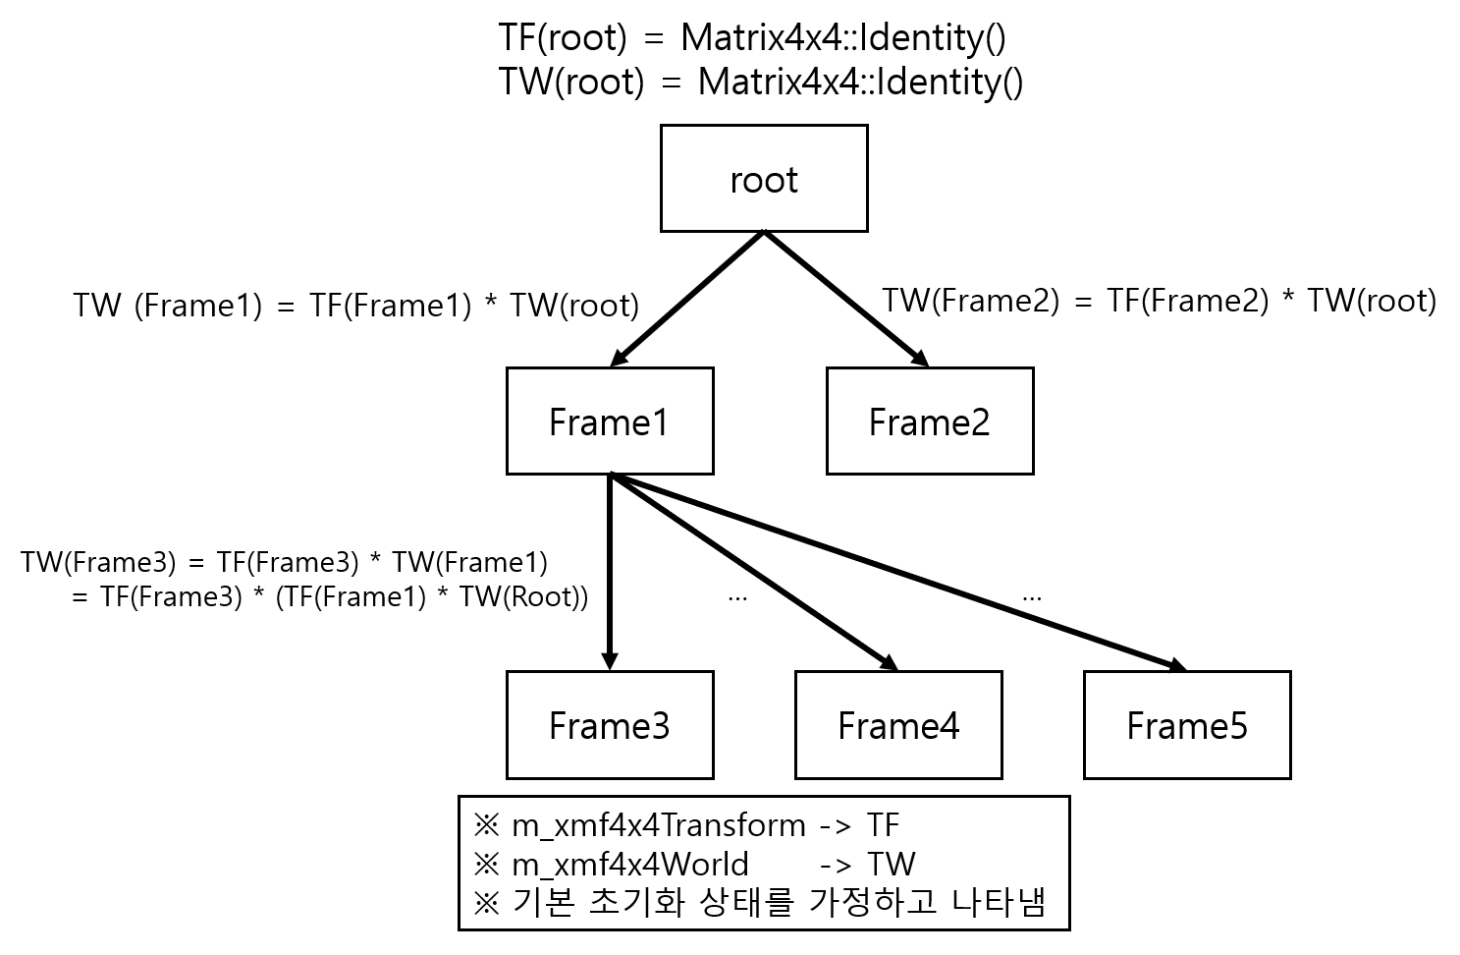 TF(root) = Matrix4x4::Identity()
TW(root) = Matrix4x4::Identity()
root
TW (Frame1) = TF(Frame1) * TW(root)
TW(Frame2) = TF(Frame2) * TW(root)
Frame1
Frame2
TW(Frame3) = TF(Frame3) * TW(Frame1)
= TF(Frame3) * (TF(Frame1) * TW(Root))
...
...
Frame3
Frame4
Frame5
※ m_xmf4x4Transform -> TF
※ m_xmf4x4World -> TW
※ 기본 초기화 상태를 가정하고 나타냄